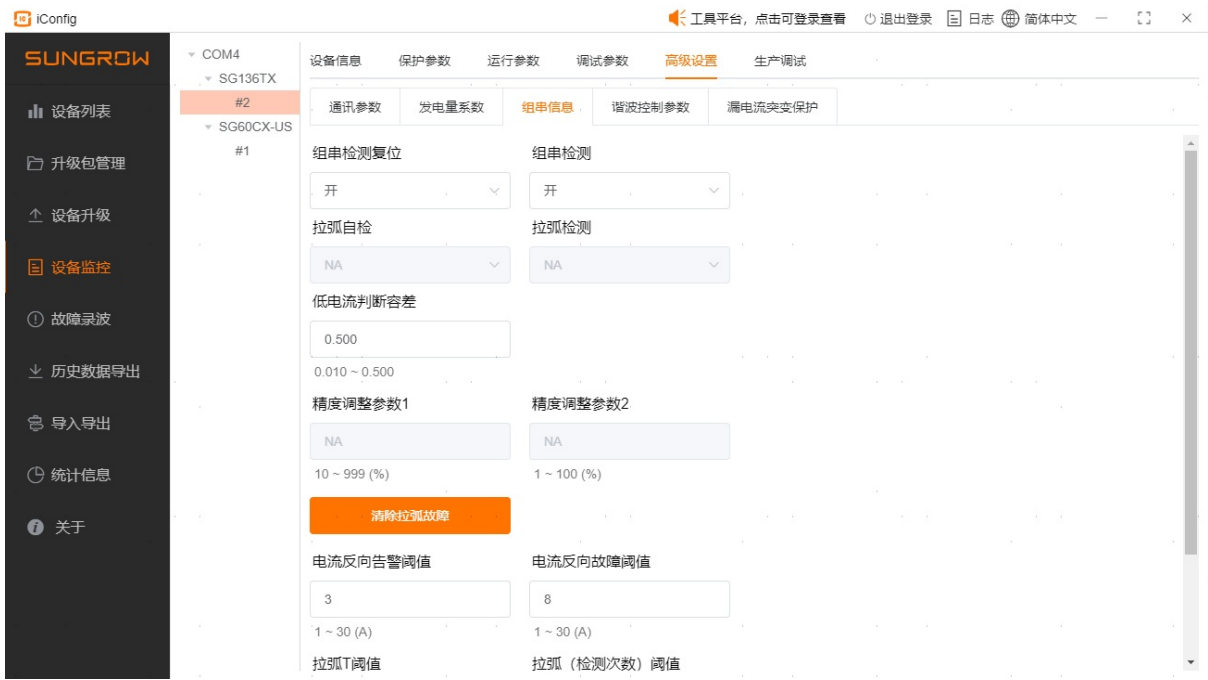 iConfig
工具平台，点击可登录查看 退出登录 日志 简体中文
SUNGROW
设备列表
升级包管理
设备升级
设备监控
故障录波
历史数据导出
导入导出
统计信息
关于
COM4
SG136TX
#2
SG60CX-US
#1
设备信息 保护参数 运行参数 调试参数 高级设置 生产调试
通讯参数 发电量系数 组串信息 谐波控制参数 漏电流突变保护
组串检测复位 组串检测
开 开
拉弧自检 拉弧检测
NA NA
低电流判断容差
0.500
0.010 ~ 0.500
精度调整参数1 精度调整参数2
NA NA
10 ~ 999 (%) 1 ~ 100 (%)
清除拉弧故障
电流反向告警阈值 电流反向故障阈值
3 8
1 ~ 30 (A) 1 ~ 30 (A)
拉弧T阈值 拉弧（检测次数）阈值